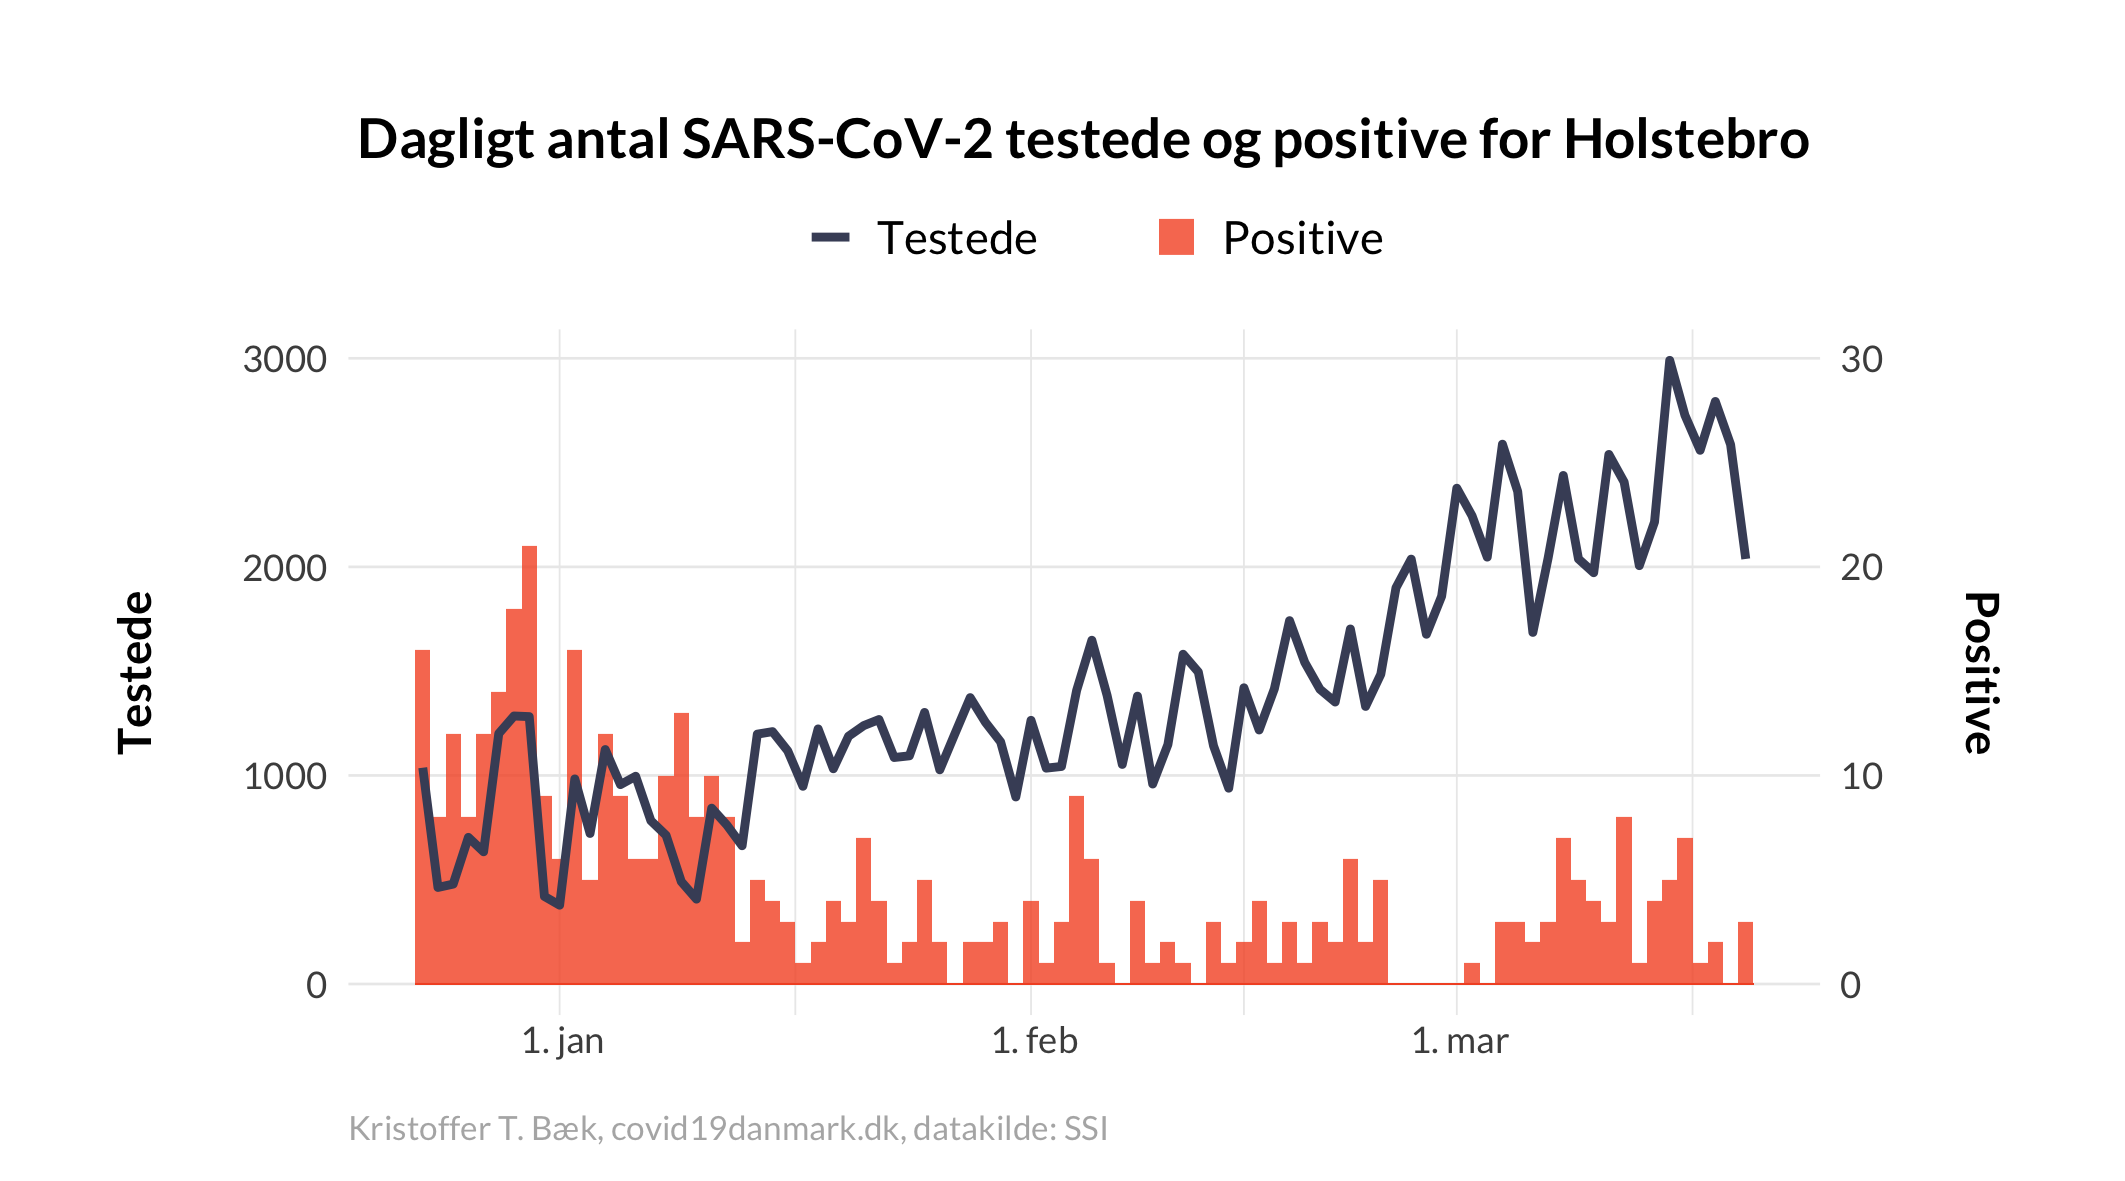 Dagligt antal SARS-CoV-2 testede og positive for Holstebro
Testede Positive
3000 30
2000 20
1000 10
0 0
Testede
Positive
1. jan 1. feb 1. mar
Kristoffer T. Bæk, covid19danmark.dk, datakilde: SSI